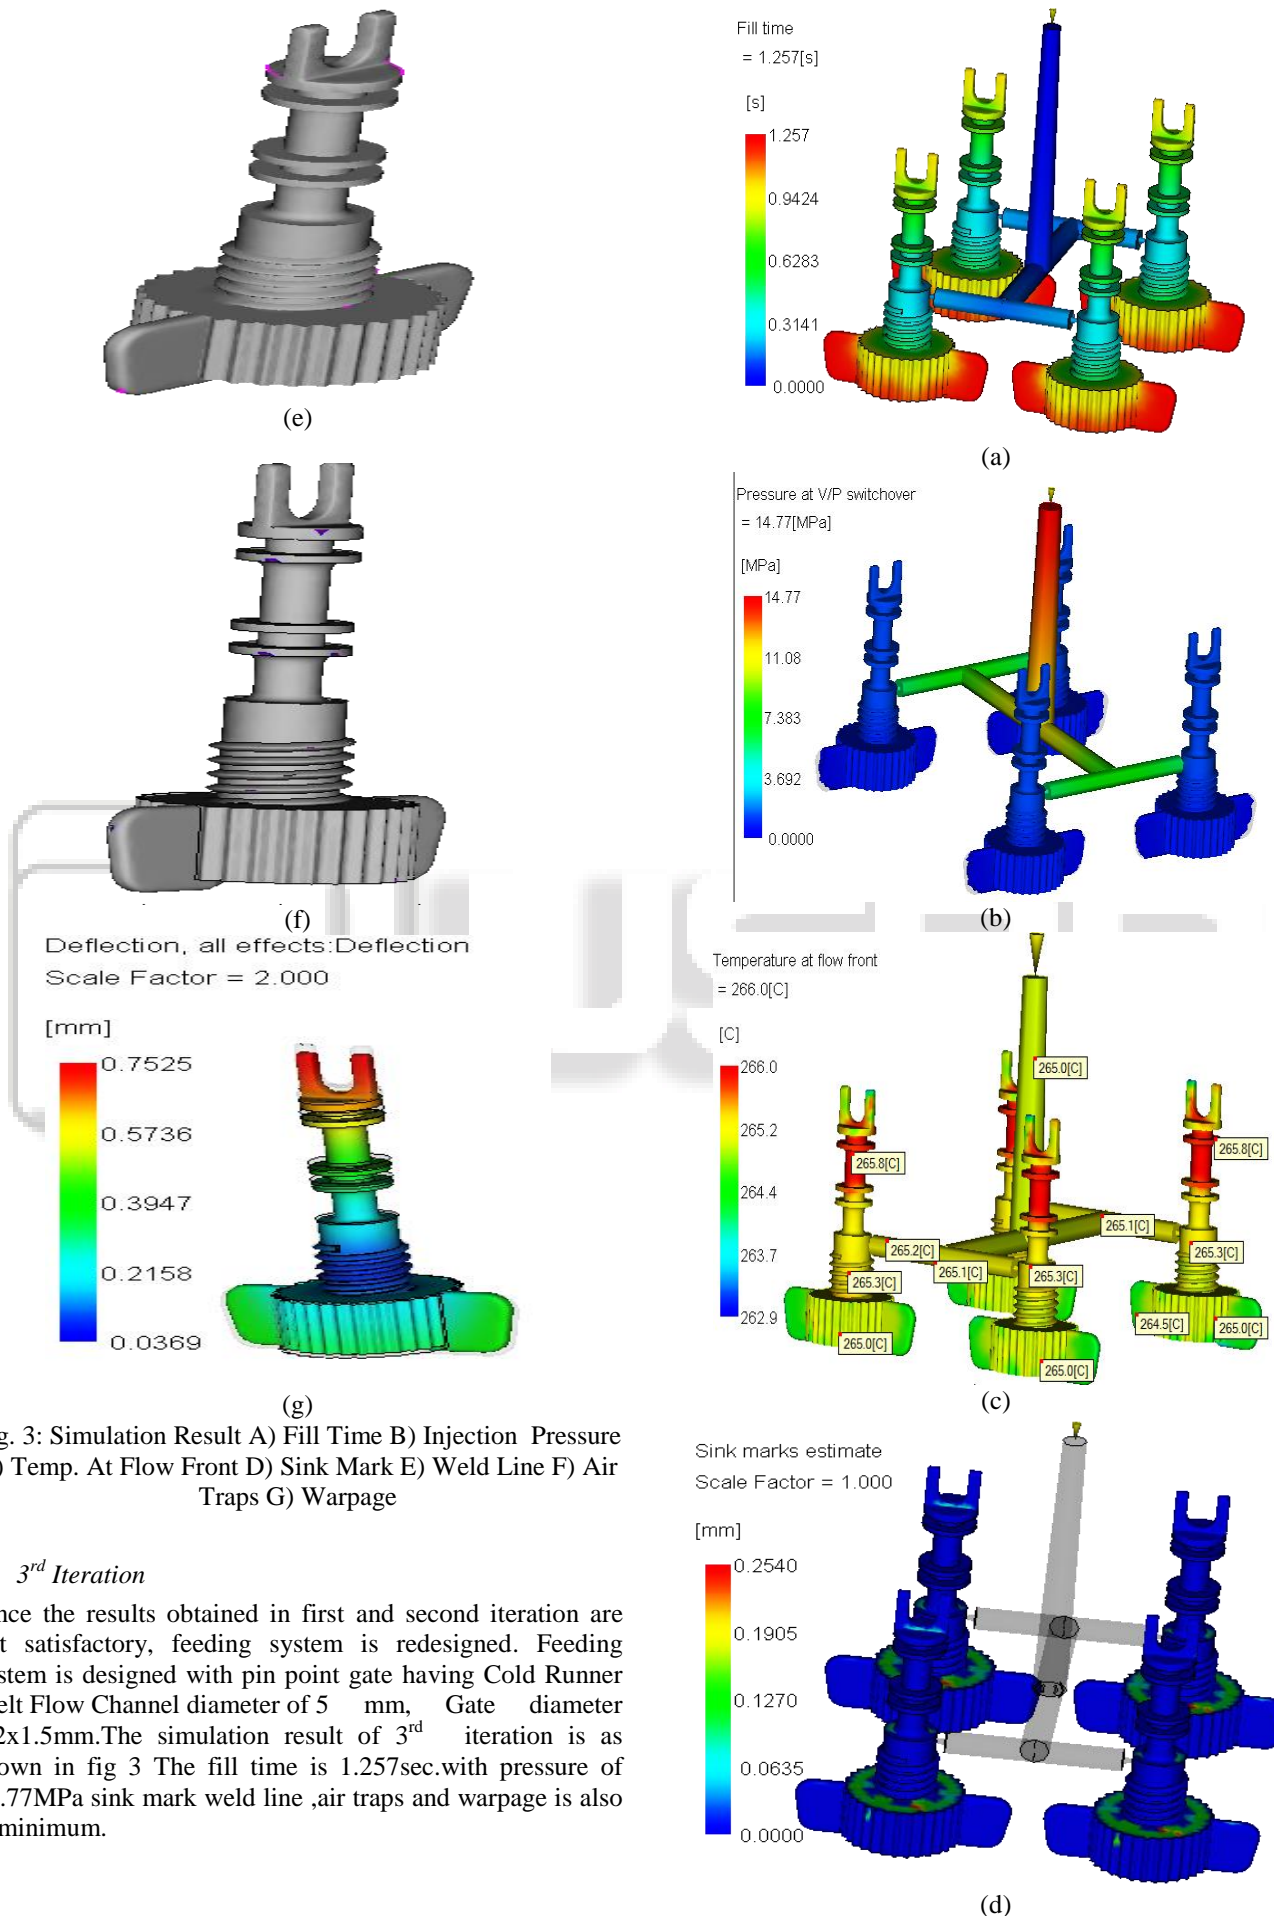 (e)
(f)
Deflection, all effects:Deflection
Scale Factor = 2.000
[mm]
0.7525
0.5736
0.3947
0.2158
0.0369
(g)
g. 3: Simulation Result A) Fill Time B) Injection Pressure
) Temp. At Flow Front D) Sink Mark E) Weld Line F) Air
Traps G) Warpage
3rd Iteration
nce the results obtained in first and second iteration are
t satisfactory, feeding system is redesigned. Feeding
stem is designed with pin point gate having Cold Runner
elt Flow Channel diameter of 5 mm, Gate diameter
2x1.5mm.The simulation result of 3rd iteration is as
own in fig 3 The fill time is 1.257sec.with pressure of
.77MPa sink mark weld line ,air traps and warpage is also
minimum.
Fill time
= 1.257[s]
[s]
1.257
0.9424
0.6283
0.3141
0.0000
(a)
Pressure at V/P switchover
= 14.77[MPa]
[MPa]
14.77
11.08
7.383
3.692
0.0000
(b)
Temperature at flow front
= 266.0[C]
[C]
266.0
265.2
264.4
263.7
262.9
265.0[C]
265.8[C]
265.8[C]
265.1[C]
265.2[C]
265.3[C]
265.1[C]
265.3[C]
265.3[C]
264.5[C]
265.0[C]
265.0[C]
265.0[C]
(c)
Sink marks estimate
Scale Factor = 1.000
[mm]
0.2540
0.1905
0.1270
0.0635
0.0000
(d)